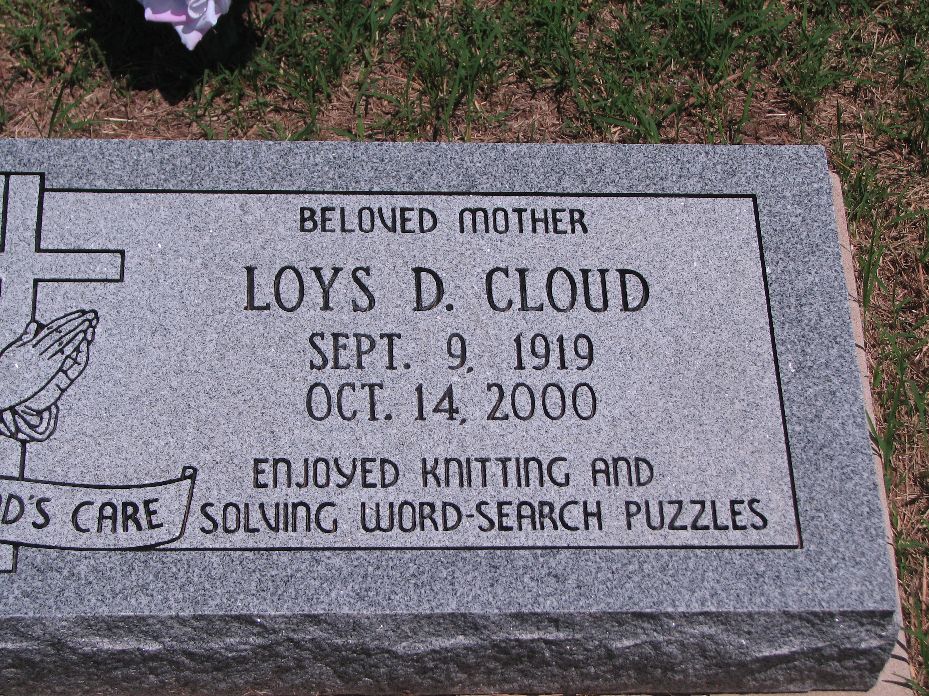 BELOVED MOTHER
LOYS D. CLOUD
SEPT. 9, 1919
OCT. 14, 2000
ENJOYED KNITTING AND
SOLVING WORD-SEARCH PUZZLES
D'S CARE